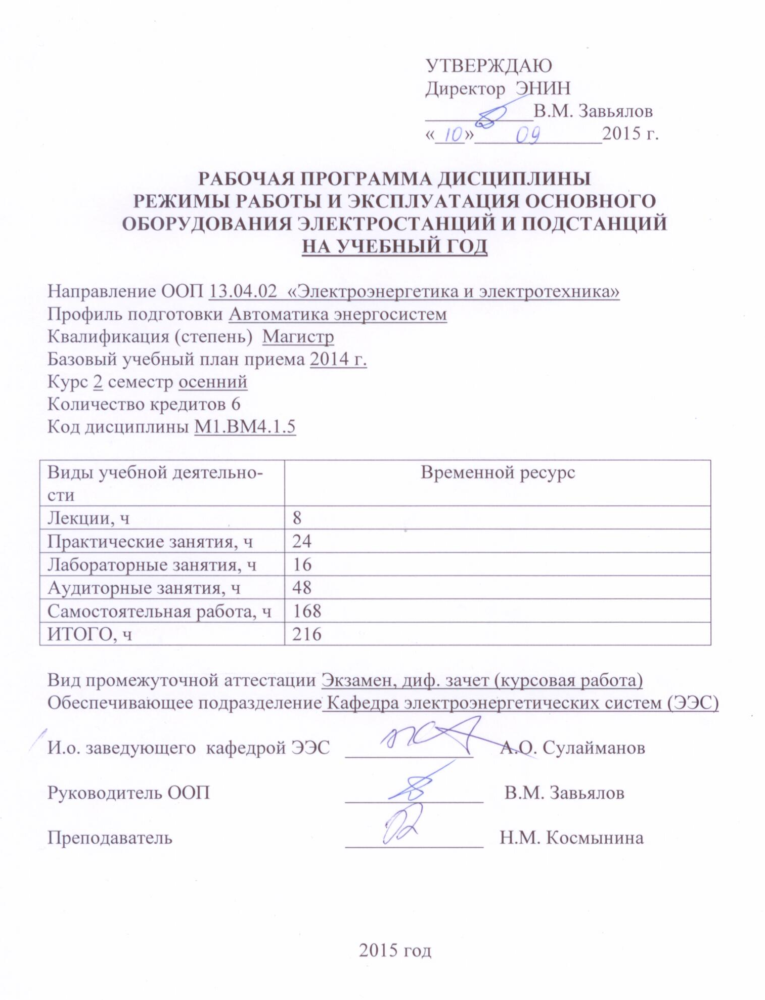 УТВЕРЖДАЮ
Директор ЭНИН
____________В.М. Завьялов
«10» 09 2015 г.
РАБОЧАЯ ПРОГРАММА ДИСЦИПЛИНЫ
РЕЖИМЫ РАБОТЫ И ЭКСПЛУАТАЦИЯ ОСНОВНОГО
ОБОРУДОВАНИЯ ЭЛЕКТРОСТАНЦИЙ И ПОДСТАНЦИЙ
НА УЧЕБНЫЙ ГОД
Направление ООП 13.04.02 «Электроэнергетика и электротехника»
Профиль подготовки Автоматика энергосистем
Квалификация (степень) Магистр
Базовый учебный план приема 2014 г.
Курс 2 семестр осенний
Количество кредитов 6
Код дисциплины М1.ВМ4.1.5
Виды учебной деятельно-
сти
Временной ресурс
Лекции, ч 8
Практические занятия, ч 24
Лабораторные занятия, ч 16
Аудиторные занятия, ч 48
Самостоятельная работа, ч 168
ИТОГО, ч 216
Вид промежуточной аттестации Экзамен, диф. зачет (курсовая работа)
Обеспечивающее подразделение Кафедра электроэнергетических систем (ЭЭС)
И.о. заведующего кафедрой ЭЭС ______________ А.О. Сулайманов
Руководитель ООП ______________ В.М. Завьялов
Преподаватель ______________ Н.М. Космынина
2015 год